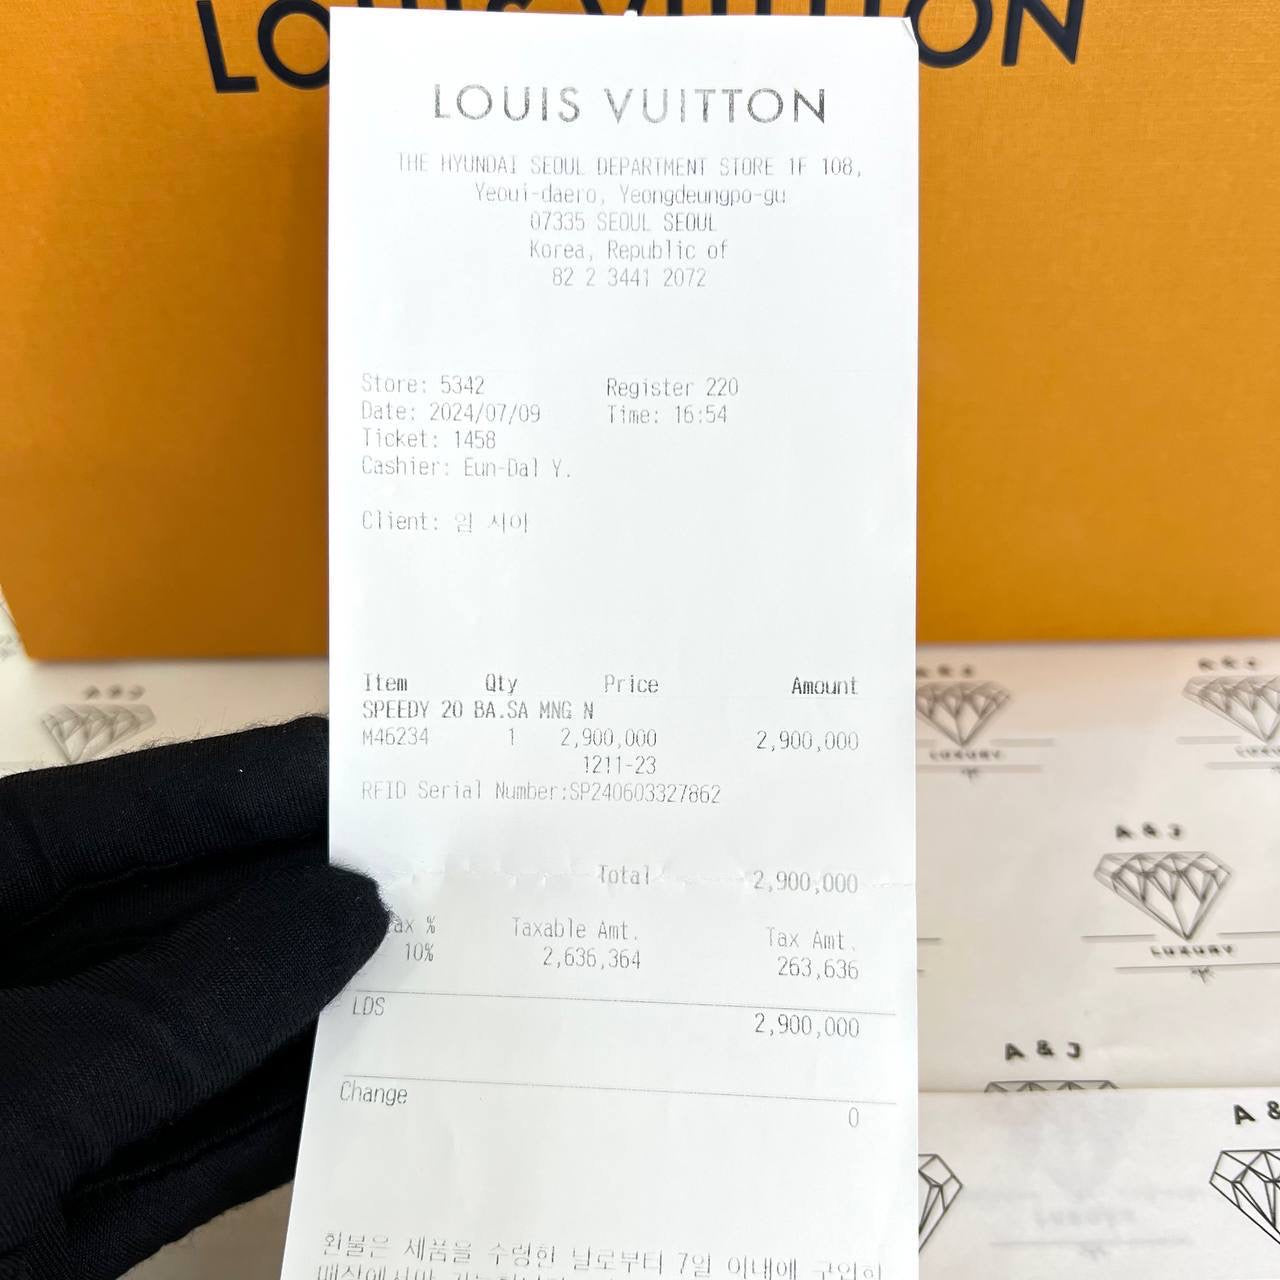 LOUIS VUITTON
THE HYUNDAI SEOUL DEPARTMENT STORE 1F 108,
Yeoui-daero, Yeongdeungpo-gu
07335 SEOUL SEOUL
Korea, Republic of
82 2 3441 2072
Store: 5342 Register 220
Date: 2024/07/09 Time: 16:54
Ticket: 1458
Cashier: Eun-Dal Y.
Client: 임 시아
Item Qty Price Amount
SPEEDY 20 BA.SA MNG N
M46234 1 2,900,000 2,900,000
1211-23
RFID Serial Number:SP240603327862
Total 2,900,000
Tax % Taxable Amt. Tax Amt.
10% 2,636,364 263,636
LDS 2,900,000
Change 0
환불은 제품을 수령한 날로부터 7일 이내에 구입한
A & J
A & J
LUXURY
A & J
LUXURY
A & J
A &